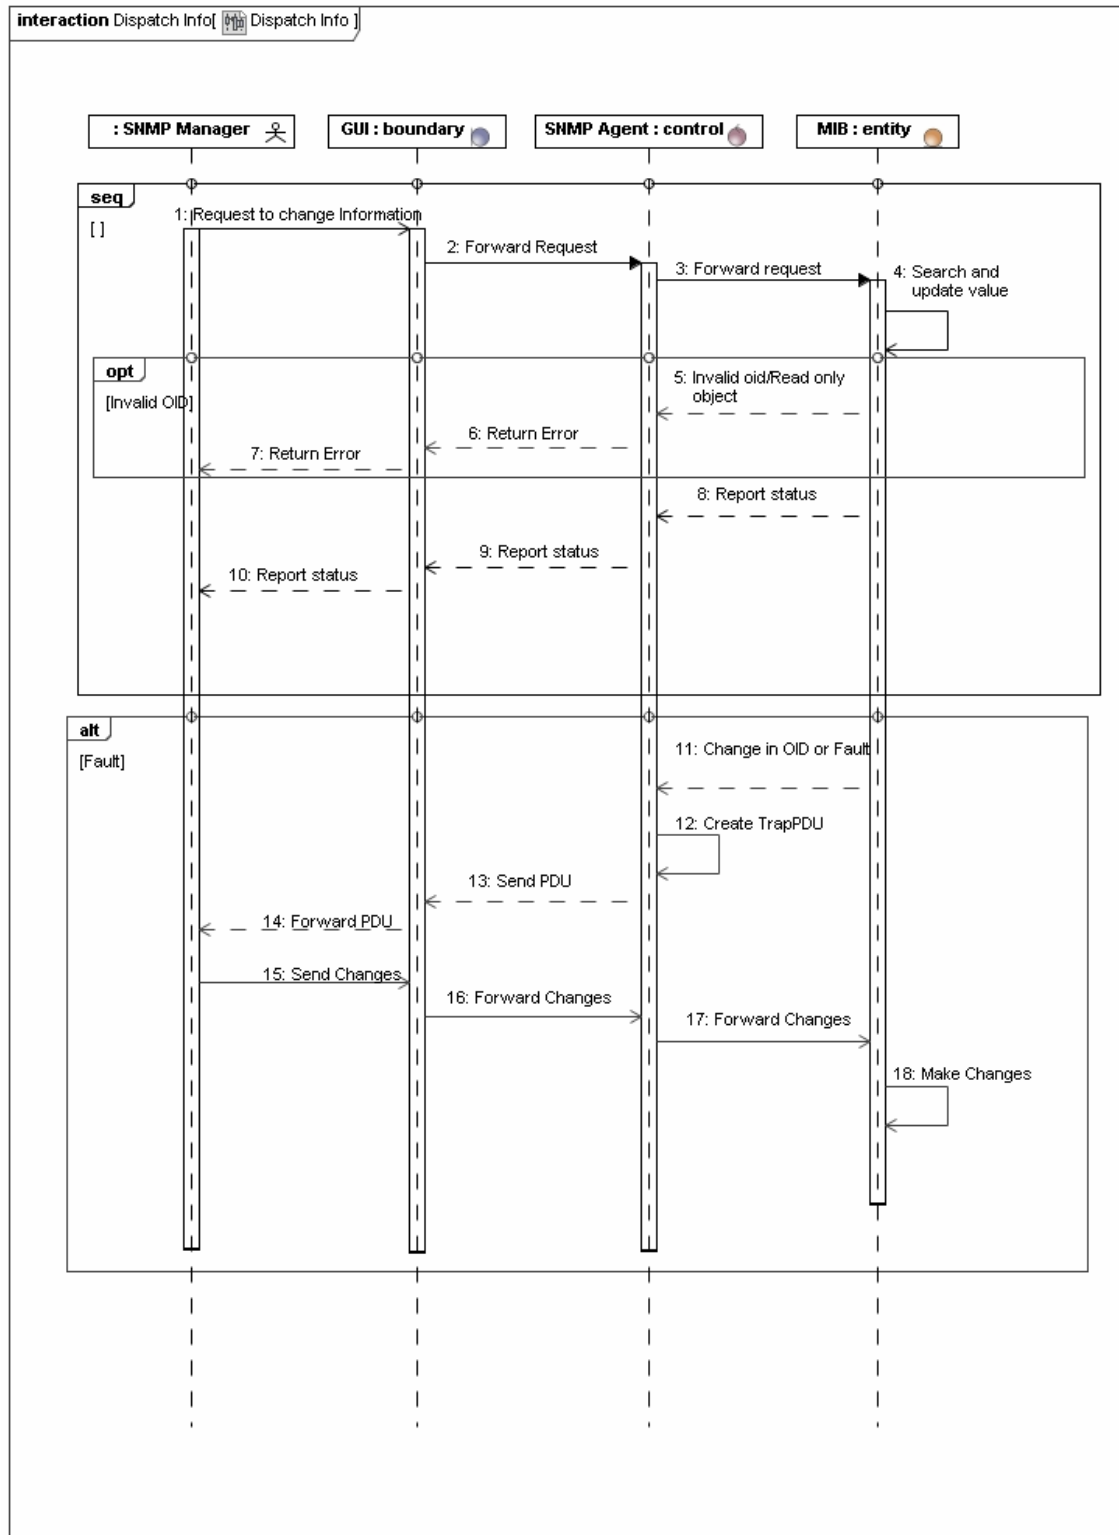 interaction Dispatch Info[ Dispatch Info ]
: SNMP Manager
GUI : boundary
SNMP Agent : control
MIB : entity
seq
[ ]
1: Request to change Information
2: Forward Request
3: Forward request
4: Search and
update value
opt
[Invalid OID]
5: Invalid oid/Read only
object
6: Return Error
7: Return Error
8: Report status
9: Report status
10: Report status
alt
[Fault]
11: Change in OID or Fault
12: Create TrapPDU
13: Send PDU
14: Forward PDU
15: Send Changes
16: Forward Changes
17: Forward Changes
18: Make Changes